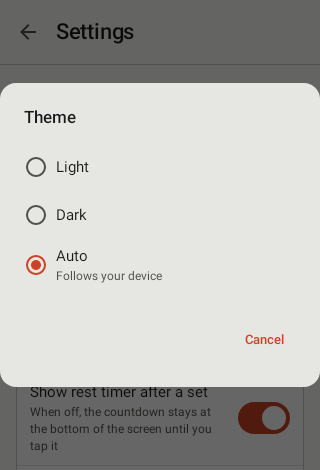 Settings
Theme
Light
Dark
Auto
Follows your device
Cancel
Show rest timer after a set
When off, the countdown stays at
the bottom of the screen until you
tap it